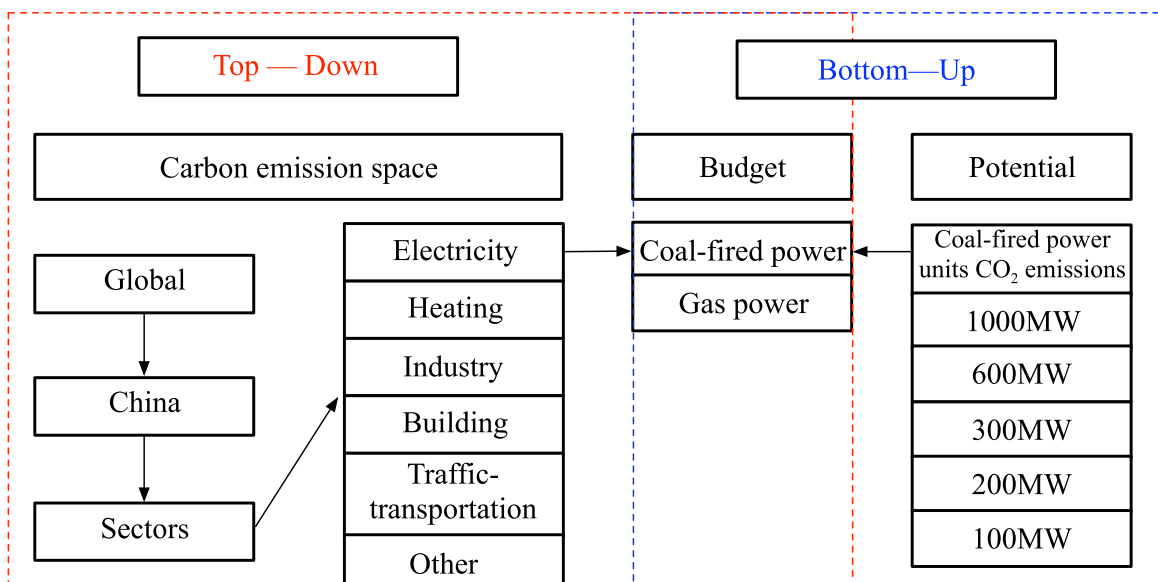 Top — Down
Bottom—Up
Carbon emission space
Budget
Potential
Global
China
Sectors
Electricity
Heating
Industry
Building
Traffic-
transportation
Other
Coal-fired power
Gas power
Coal-fired power
units CO₂ emissions
1000MW
600MW
300MW
200MW
100MW